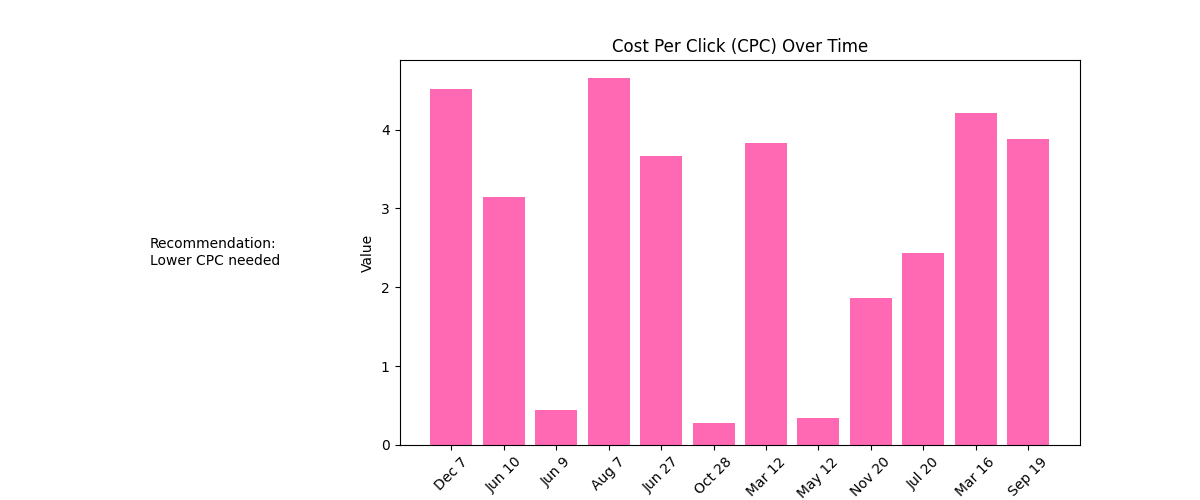 Cost Per Click (CPC) Over Time
Recommendation:
Lower CPC needed
Value
4
3
2
1
0
Dec 7
Jun 10
Jun 9
Aug 7
Jun 27
Oct 28
Mar 12
May 12
Nov 20
Jul 20
Mar 16
Sep 19